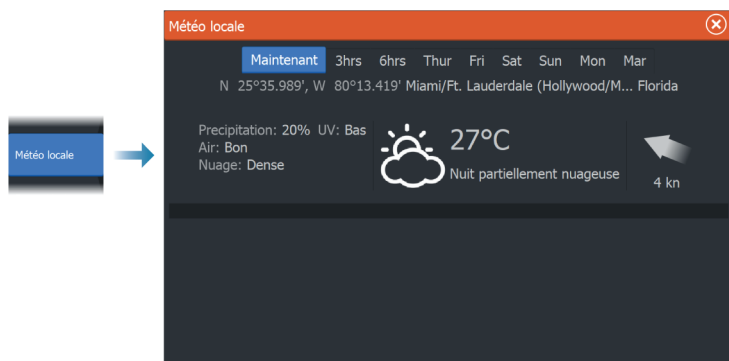 Météo locale
Météo locale
Maintenant 3hrs 6hrs Thur Fri Sat Sun Mon Mar
N 25°35.989', W 80°13.419' Miami/Ft. Lauderdale (Hollywood/M... Florida
Precipitation: 20% UV: Bas
Air: Bon
Nuage: Dense
27°C
Nuit partiellement nuageuse
4 kn